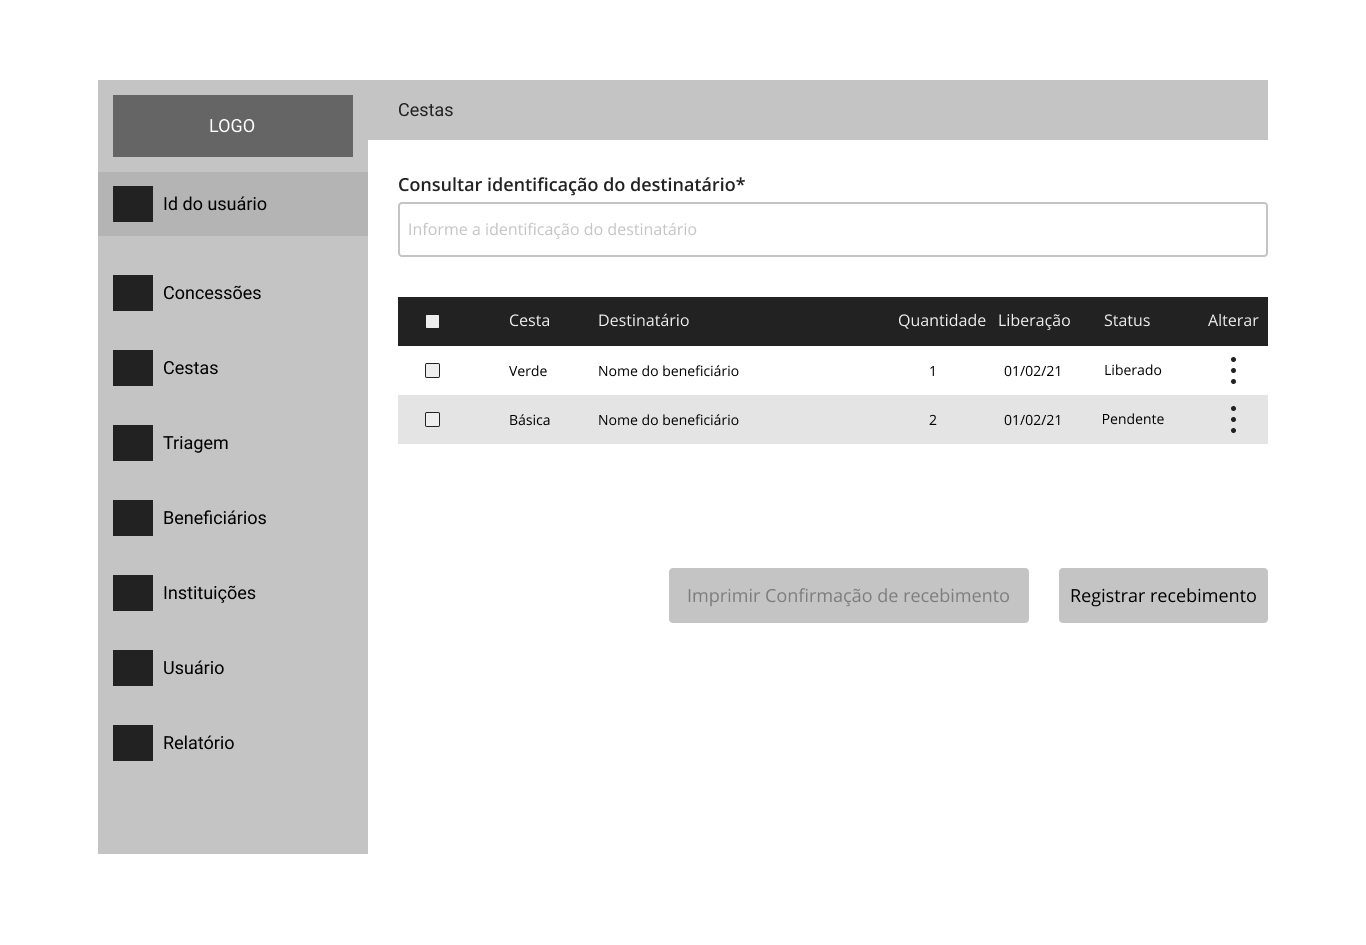 LOGO
Cestas
Id do usuário
Concessões
Cestas
Triagem
Beneficiários
Instituições
Usuário
Relatório
Consultar identificação do destinatário*
Informe a identificação do destinatário
Cesta Destinatário Quantidade Liberação Status Alterar
Verde Nome do beneficiário 1 01/02/21 Liberado
Básica Nome do beneficiário 2 01/02/21 Pendente
Imprimir Confirmação de recebimento Registrar recebimento